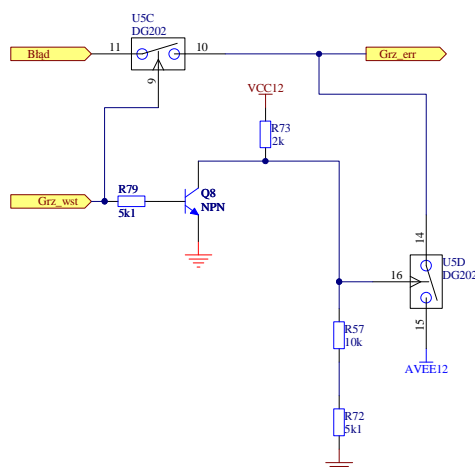 U5C
DG202
Błąd
11
10
Grz_err
9
VCC12
R73
2k
R79
5k1
Grz_wst
Q8
NPN
14
U5D
DG202
16
15
R57
10k
AVEE12
R72
5k1